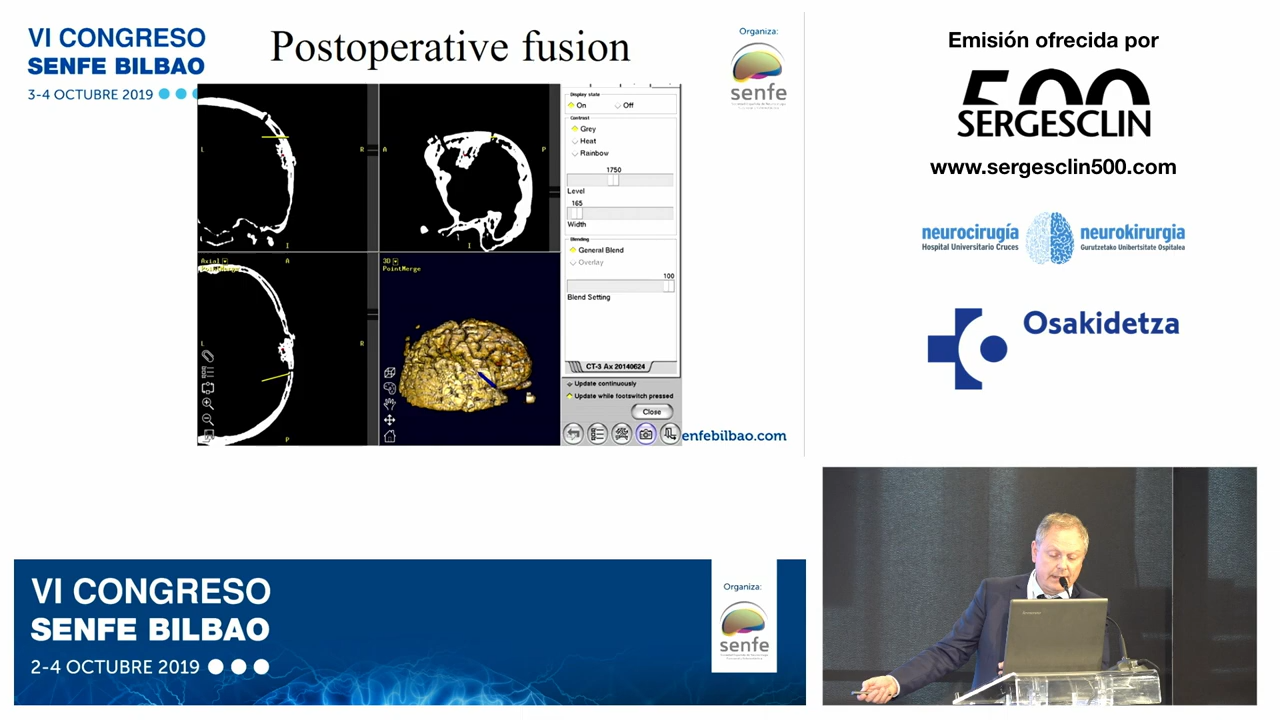 VI CONGRESO
SENFE BILBAO
3-4 OCTUBRE 2019
Postoperative fusion
Organiza:
senfe
Display state
On
Off
Contrast
Grey
Heat
Rainbow
1750
Level
165
Width
Blending
General Blend
Overlay
100
Blend Setting
CT-3 Ax 20140624
Update continuously
Update while footswitch pressed
Close
L
R
I
A
P
I
Axial
PointMerge
A
L
R
P
3D
PointMerge
enfebilbao.com
Emisión ofrecida por
500
SERGESCLIN
www.sergesclin500.com
neurocirugía
Hospital Universitario Cruces
neurokirurgia
Gurutzetako Unibertsitate Ospitalea
Osakidetza
VI CONGRESO
SENFE BILBAO
2-4 OCTUBRE 2019
Organiza:
senfe